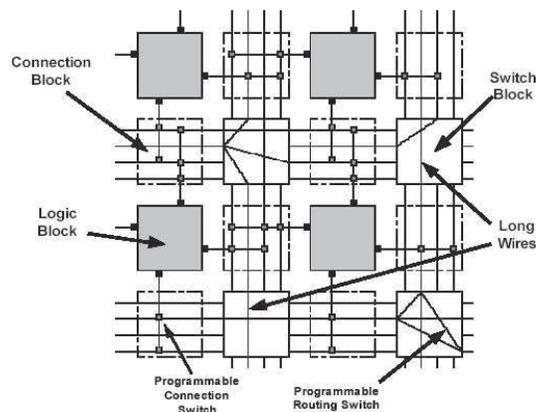 Connection
Block
Switch
Block
Logic
Block
Long
Wires
Programmable
Connection
Switch
Programmable
Routing Switch